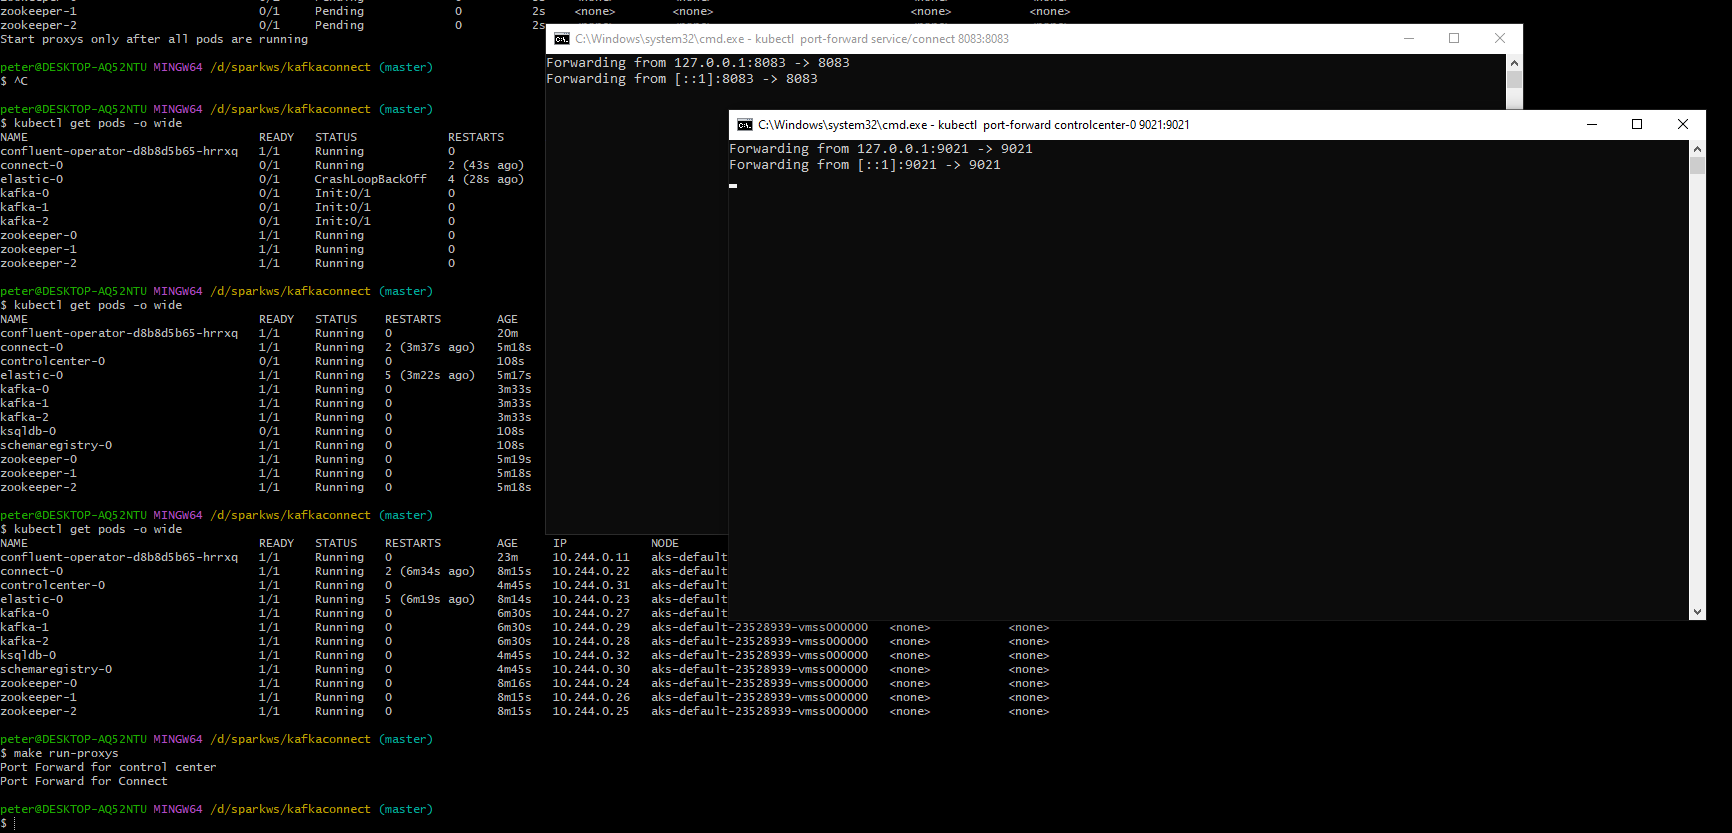 zookeeper-1 0/1 Pending 0 2s <none> <none> <none> <none>
zookeeper-2 0/1 Pending 0 2s
Start proxys only after all pods are running
peter@DESKTOP-AQ52NTU MINGW64 /d/sparkws/kafkaconnect (master)
$ ^C
peter@DESKTOP-AQ52NTU MINGW64 /d/sparkws/kafkaconnect (master)
$ kubectl get pods -o wide
NAME READY STATUS RESTARTS
confluent-operator-d8b8d5b65-hrrxq 1/1 Running 0
connect-0 0/1 Running 2 (43s ago)
elastic-0 0/1 CrashLoopBackOff 4 (28s ago)
kafka-0 0/1 Init:0/1 0
kafka-1 0/1 Init:0/1 0
kafka-2 0/1 Init:0/1 0
zookeeper-0 1/1 Running 0
zookeeper-1 1/1 Running 0
zookeeper-2 1/1 Running 0
peter@DESKTOP-AQ52NTU MINGW64 /d/sparkws/kafkaconnect (master)
$ kubectl get pods -o wide
NAME READY STATUS RESTARTS AGE
confluent-operator-d8b8d5b65-hrrxq 1/1 Running 0 20m
connect-0 1/1 Running 2 (3m37s ago) 5m18s
controlcenter-0 0/1 Running 0 108s
elastic-0 1/1 Running 5 (3m22s ago) 5m17s
kafka-0 1/1 Running 0 3m33s
kafka-1 1/1 Running 0 3m33s
kafka-2 1/1 Running 0 3m33s
ksqldb-0 0/1 Running 0 108s
schemaregistry-0 1/1 Running 0 108s
zookeeper-0 1/1 Running 0 5m19s
zookeeper-1 1/1 Running 0 5m18s
zookeeper-2 1/1 Running 0 5m18s
peter@DESKTOP-AQ52NTU MINGW64 /d/sparkws/kafkaconnect (master)
$ kubectl get pods -o wide
NAME READY STATUS RESTARTS AGE IP NODE
confluent-operator-d8b8d5b65-hrrxq 1/1 Running 0 23m 10.244.0.11 aks-default
connect-0 1/1 Running 2 (6m34s ago) 8m15s 10.244.0.22 aks-default
controlcenter-0 1/1 Running 0 4m45s 10.244.0.31 aks-default
elastic-0 1/1 Running 5 (6m19s ago) 8m14s 10.244.0.23 aks-default
kafka-0 1/1 Running 0 6m30s 10.244.0.27 aks-default
kafka-1 1/1 Running 0 6m30s 10.244.0.29 aks-default-23528939-vmss000000 <none> <none>
kafka-2 1/1 Running 0 6m30s 10.244.0.28 aks-default-23528939-vmss000000 <none> <none>
ksqldb-0 1/1 Running 0 4m45s 10.244.0.32 aks-default-23528939-vmss000000 <none> <none>
schemaregistry-0 1/1 Running 0 4m45s 10.244.0.30 aks-default-23528939-vmss000000 <none> <none>
zookeeper-0 1/1 Running 0 8m16s 10.244.0.24 aks-default-23528939-vmss000000 <none> <none>
zookeeper-1 1/1 Running 0 8m15s 10.244.0.26 aks-default-23528939-vmss000000 <none> <none>
zookeeper-2 1/1 Running 0 8m15s 10.244.0.25 aks-default-23528939-vmss000000 <none> <none>
peter@DESKTOP-AQ52NTU MINGW64 /d/sparkws/kafkaconnect (master)
$ make run-proxys
Port Forward for control center
Port Forward for Connect
peter@DESKTOP-AQ52NTU MINGW64 /d/sparkws/kafkaconnect (master)
$
C:\Windows\system32\cmd.exe - kubectl port-forward service/connect 8083:8083
Forwarding from 127.0.0.1:8083 -> 8083
Forwarding from [::1]:8083 -> 8083
C:\Windows\system32\cmd.exe - kubectl port-forward controlcenter-0 9021:9021
Forwarding from 127.0.0.1:9021 -> 9021
Forwarding from [::1]:9021 -> 9021